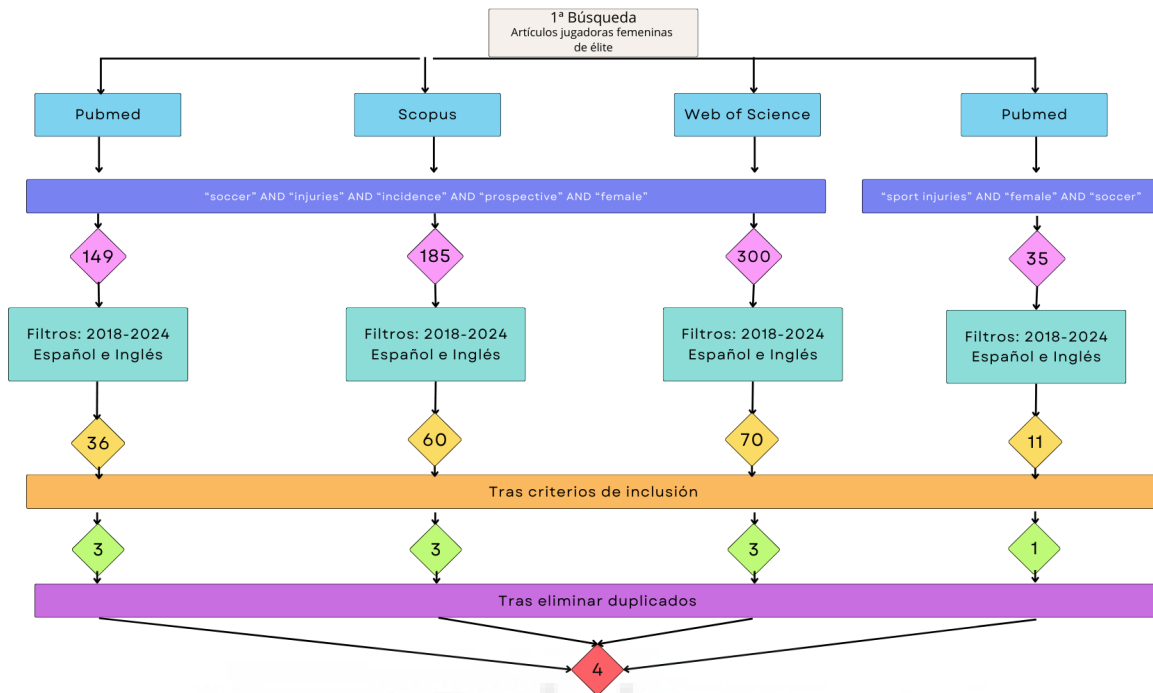 1ª Búsqueda
Artículos jugadoras femeninas
de élite
Pubmed
Scopus
Web of Science
Pubmed
“soccer” AND “injuries” AND “incidence” AND “prospective” AND “female”
“sport injuries” AND “female” AND “soccer”
149
185
300
35
Filtros: 2018-2024
Español e Inglés
Filtros: 2018-2024
Español e Inglés
Filtros: 2018-2024
Español e Inglés
Filtros: 2018-2024
Español e Inglés
36
60
70
11
Tras criterios de inclusión
3
3
3
1
Tras eliminar duplicados
4